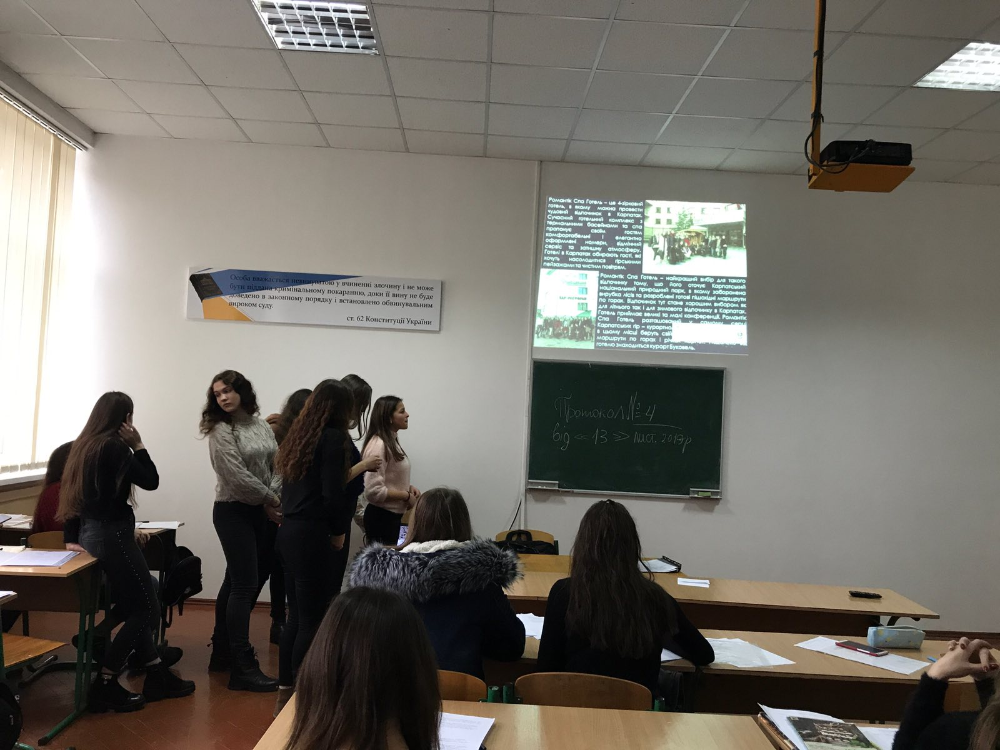 Особа вважається невинуватою у вчиненні злочину і не може
бути піддана кримінальному покаранню, доки її вину не буде
доведено в законному порядку і встановлено обвинувальним
вироком суду.
ст. 62 Конституції України
Романтік Спа Готель – це 4-зірковий
готель, в якому можна провести
чудовий відпочинок в Карпатах.
Сучасний готельний комплекс з
термальними басейнами та спа
пропонує своїм гостям
комфортабельні і елегантно
оформлені номери, відмінний
сервіс та затишну атмосферу.
Готелі в Карпатах обирають гості, які
хочуть насолодитися гірськими
пейзажами та чистим повітрям.
Романтік Спа Готель – найкращий вибір для такого
відпочинку тому, що його оточує Карпатський
національний природний парк, в якому заборонена
вирубка лісів та розроблені готові пішохідні маршрути
по горах. Відпочинок тут стане хорошим вибором як
для літнього так і для зимового відпочинку в Карпатах.
Готель приймає великі та малі конференції. Романтік
Спа Готель розташований у самому серці
Карпатських гір – курортно
в цьому місці беруть свій
маршрути по горах і
готелю знаходиться курорт Буковель.
Протокол № 4
від « 13 » лист. 2019р